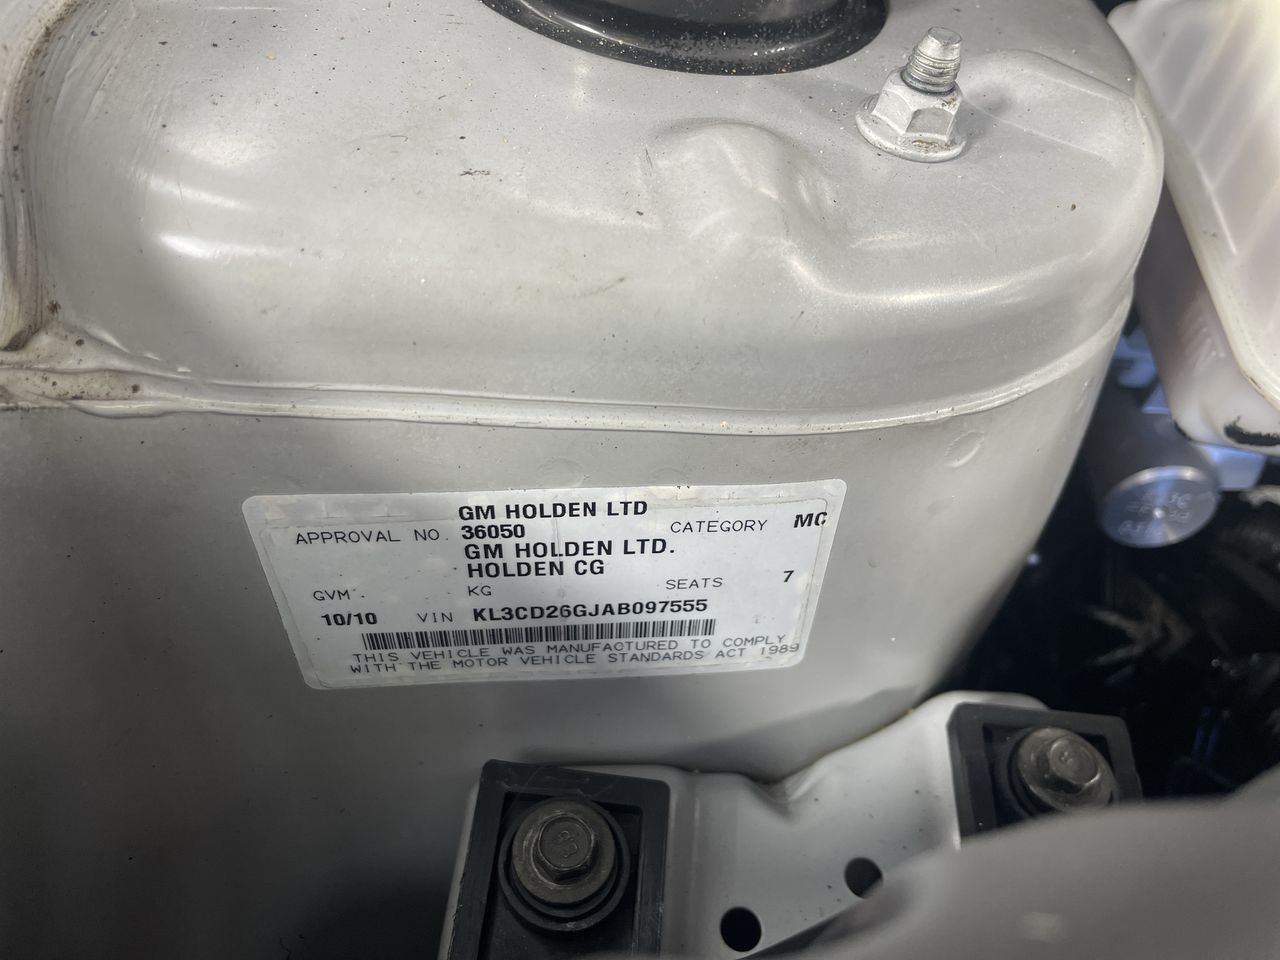 GM HOLDEN LTD
APPROVAL NO. 36050 CATEGORY MC
GM HOLDEN LTD.
HOLDEN CG
GVM KG SEATS 7
10/10 VIN KL3CD26GJAB097555
THIS VEHICLE WAS MANUFACTURED TO COMPLY
WITH THE MOTOR VEHICLE STANDARDS ACT 1989